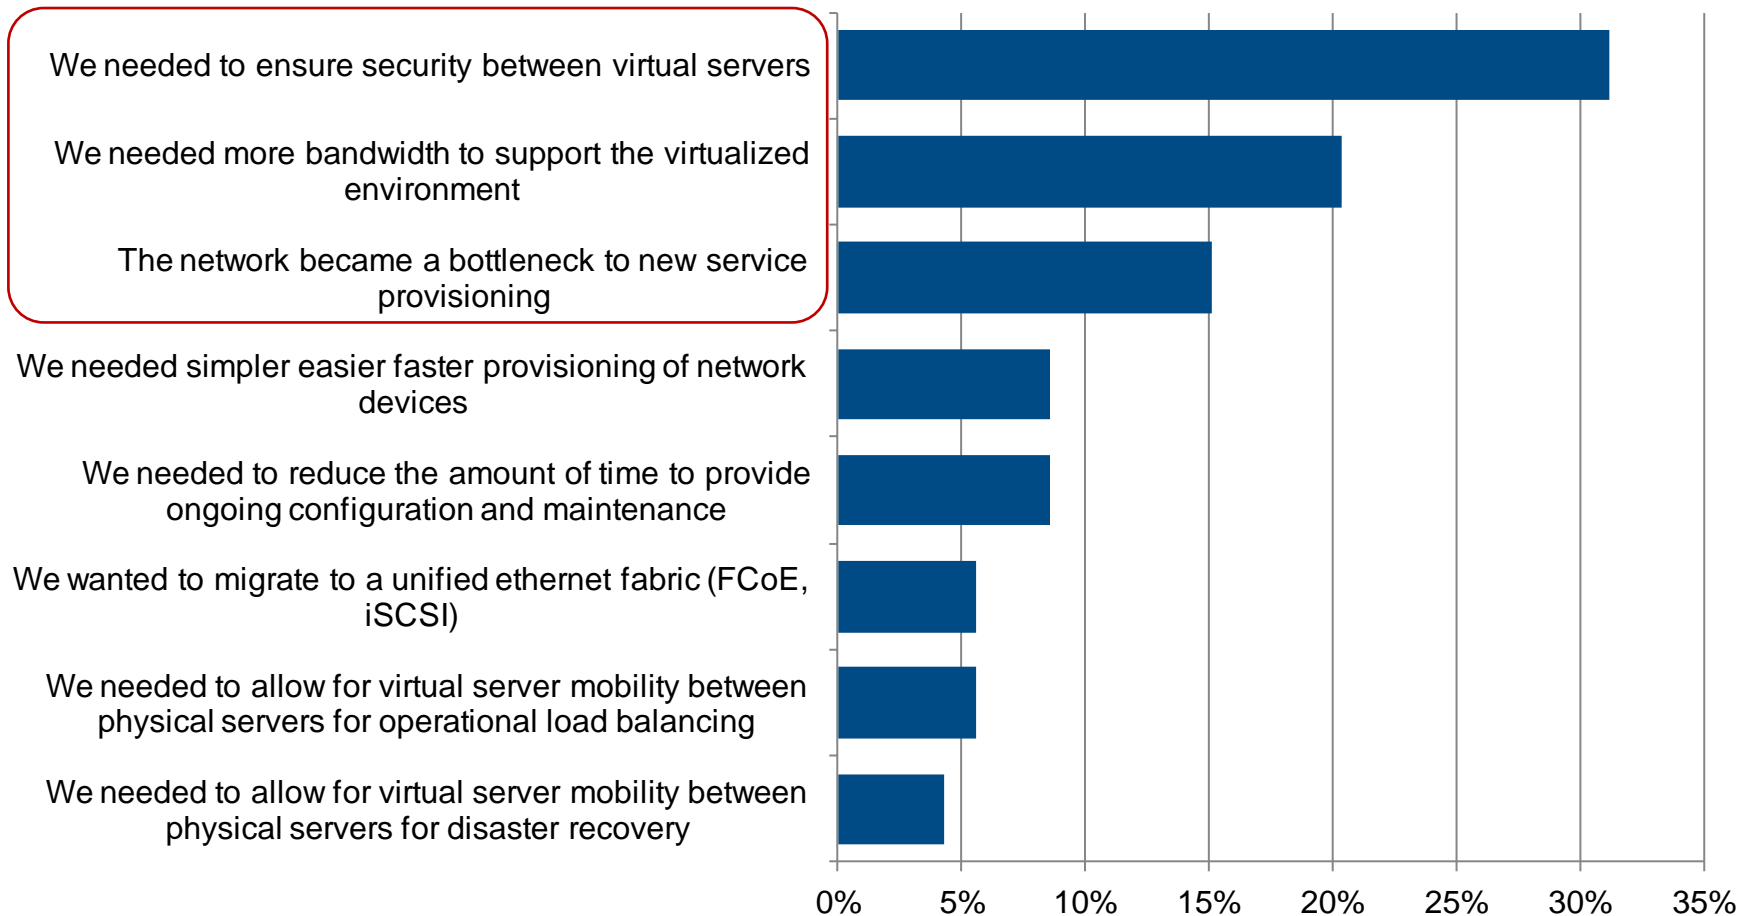 We needed to ensure security between virtual servers
We needed more bandwidth to support the virtualized
environment
The network became a bottleneck to new service
provisioning
We needed simpler easier faster provisioning of network
devices
We needed to reduce the amount of time to provide
ongoing configuration and maintenance
We wanted to migrate to a unified ethernet fabric (FCoE,
iSCSI)
We needed to allow for virtual server mobility between
physical servers for operational load balancing
We needed to allow for virtual server mobility between
physical servers for disaster recovery
0% 5% 10% 15% 20% 25% 30% 35%